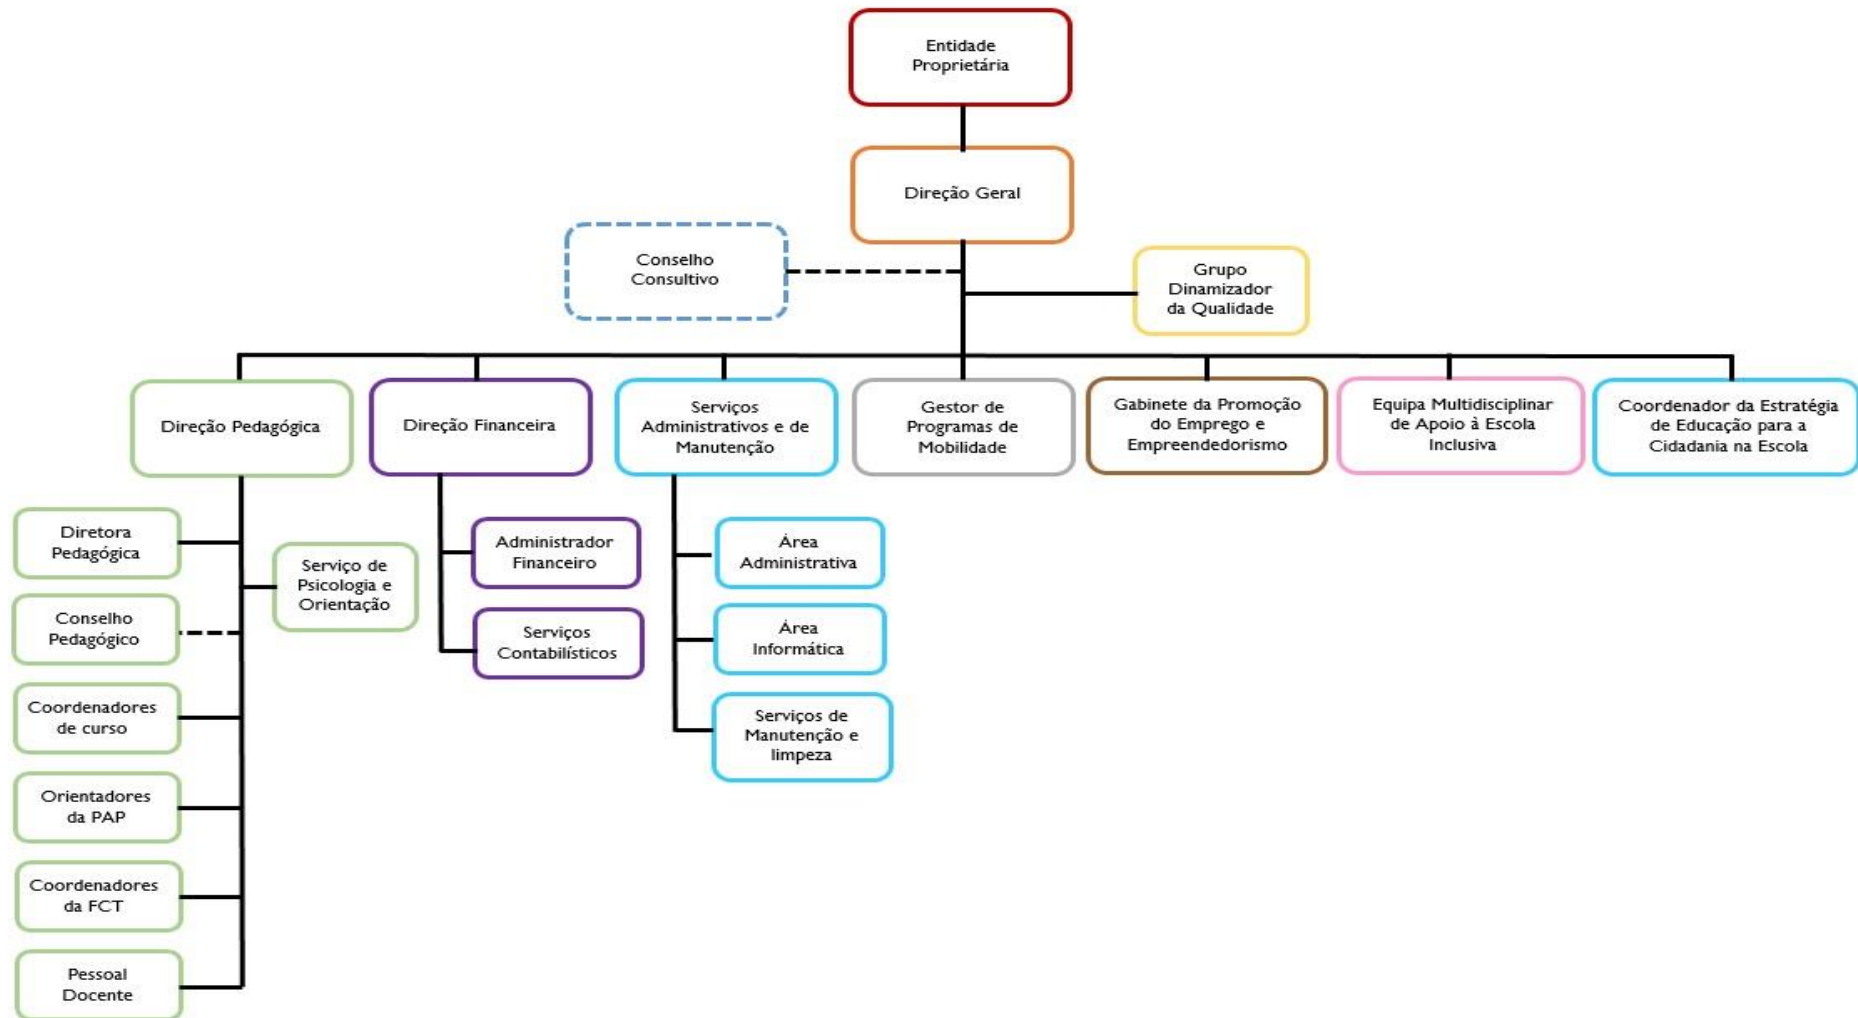 Entidade
Proprietária
Direção Geral
Conselho
Consultivo
Grupo
Dinamizador
da Qualidade
Direção Pedagógica
Direção Financeira
Serviços
Administrativos e de
Manutenção
Gestor de
Programas de
Mobilidade
Gabinete da Promoção
do Emprego e
Empreendedorismo
Equipa Multidisciplinar
de Apoio à Escola
Inclusiva
Coordenador da Estratégia
de Educação para a
Cidadania na Escola
Diretora
Pedagógica
Conselho
Pedagógico
Coordenadores
de curso
Orientadores
da PAP
Coordenadores
da FCT
Pessoal
Docente
Serviço de
Psicologia e
Orientação
Administrador
Financeiro
Serviços
Contabilísticos
Área
Administrativa
Área
Informática
Serviços de
Manutenção e
limpeza